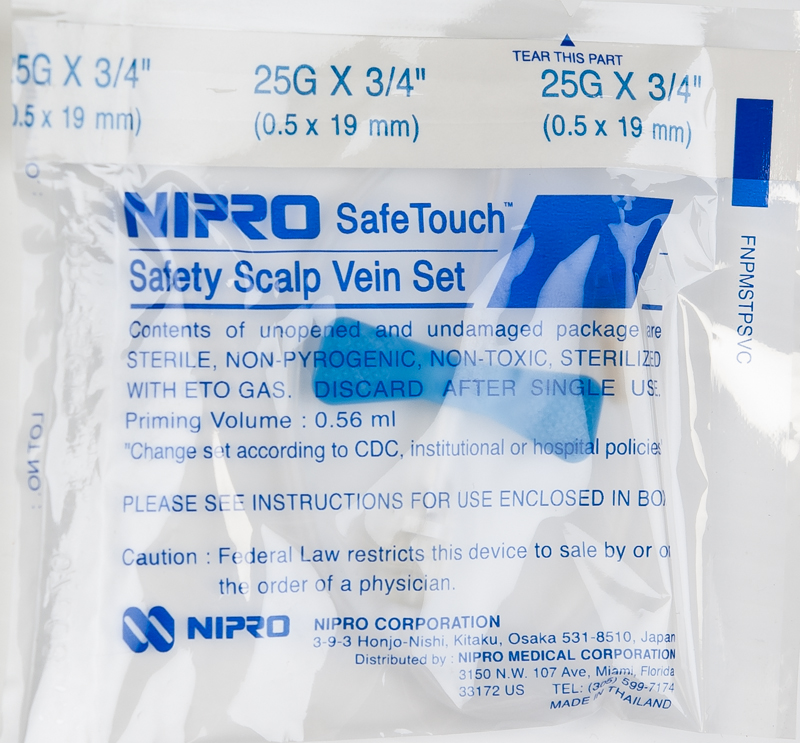 TEAR THIS PART
5G X 3/4" 25G X 3/4" 25G X 3/4"
0.5 x 19 mm) (0.5 x 19 mm) (0.5 x 19 mm)
NIPRO SafeTouch™
Safety Scalp Vein Set
Contents of unopened and undamaged package are
STERILE, NON-PYROGENIC, NON-TOXIC, STERILIZED
WITH ETO GAS. DISCARD AFTER SINGLE USE.
Priming Volume : 0.56 ml
"Change set according to CDC, institutional or hospital policies
PLEASE SEE INSTRUCTIONS FOR USE ENCLOSED IN BOX
Caution : Federal Law restricts this device to sale by or on
the order of a physician.
NIPRO
NIPRO CORPORATION
3-9-3 Honjo-Nishi, Kitaku, Osaka 531-8510, Japan
Distributed by : NIPRO MEDICAL CORPORATION
3150 N.W. 107 Ave, Miami, Florida
33172 US TEL: (305) 599-7174
MADE IN THAILAND
FNPMSTPSVC
LOT NO. :